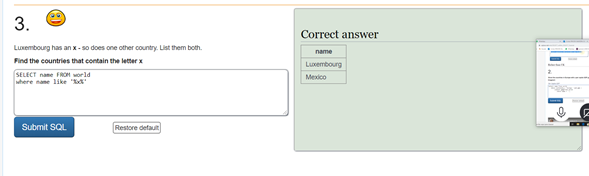 3.
Luxembourg has an x - so does one other country. List them both.
Find the countries that contain the letter x
SELECT name FROM world
where name like '%x%'
Submit SQL
Restore default
Correct answer
name
Luxembourg
Mexico
2.